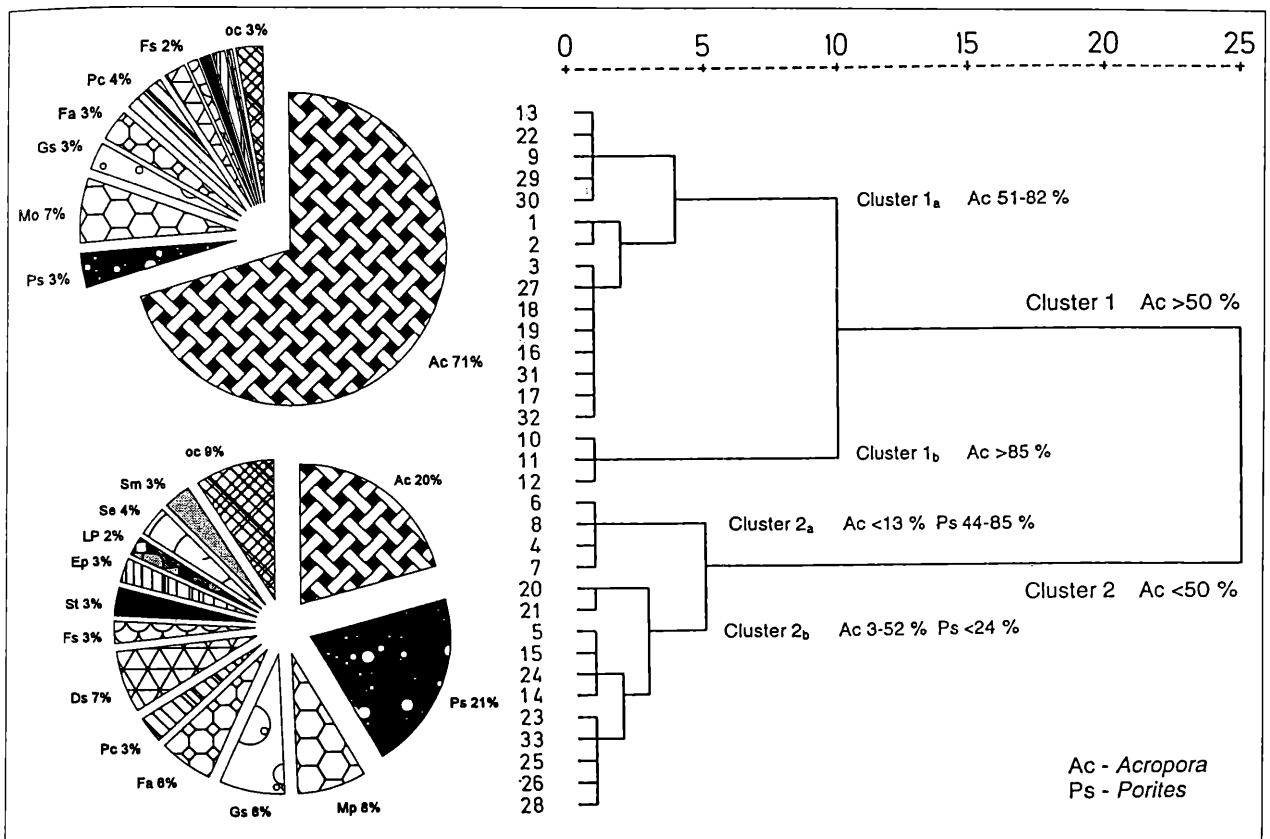 oc 3%
Fs 2%
Pc 4%
Fa 3%
Gs 3%
Mo 7%
Ps 3%
Ac 71%
oc 9%
Sm 3%
Se 4%
LP 2%
Ep 3%
St 3%
Fs 3%
Ds 7%
Pc 3%
Fa 6%
Gs 6%
Mp 6%
Ps 21%
Ac 20%
0 5 10 15 20 25
13
22
9
29
30
1
2
3
27
18
19
16
31
17
32
10
11
12
6
8
4
7
20
21
5
15
24
14
23
33
25
26
28
Cluster 1a Ac 51-82 %
Cluster 1 Ac >50 %
Cluster 1b Ac >85 %
Cluster 2a Ac <13 % Ps 44-85 %
Cluster 2 Ac <50 %
Cluster 2b Ac 3-52 % Ps <24 %
Ac - Acropora
Ps - Porites